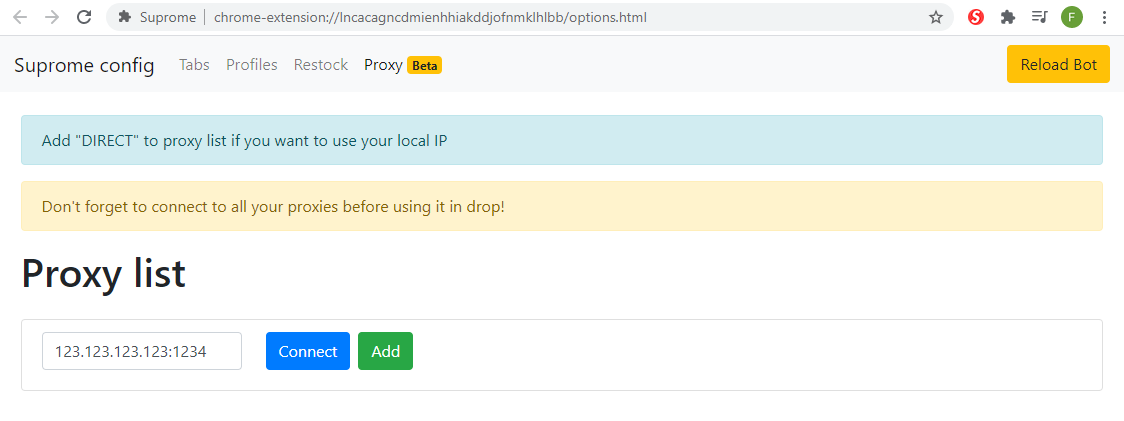 Suprome | chrome-extension://lncacagncdmienhhiakddjofnmklhlbb/options.html
F
Suprome config Tabs Profiles Restock Proxy Beta Reload Bot
Add "DIRECT" to proxy list if you want to use your local IP
Don't forget to connect to all your proxies before using it in drop!
Proxy list
123.123.123.123:1234 Connect Add